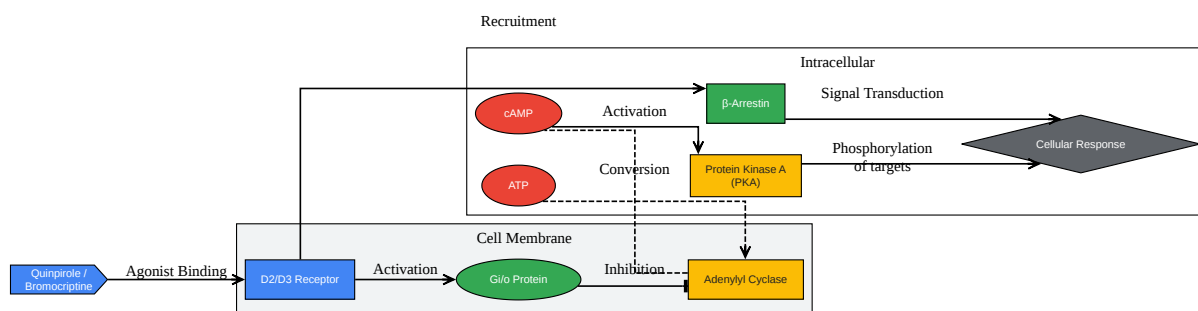 Recruitment
Intracellular
cAMP
Activation
β-Arrestin
Signal Transduction
Cellular Response
Conversion
Protein Kinase A
(PKA)
Phosphorylation
of targets
ATP
Cell Membrane
Quinpirole /
Bromocriptine
Agonist Binding
D2/D3 Receptor
Activation
Gi/o Protein
Inhibition
Adenylyl Cyclase